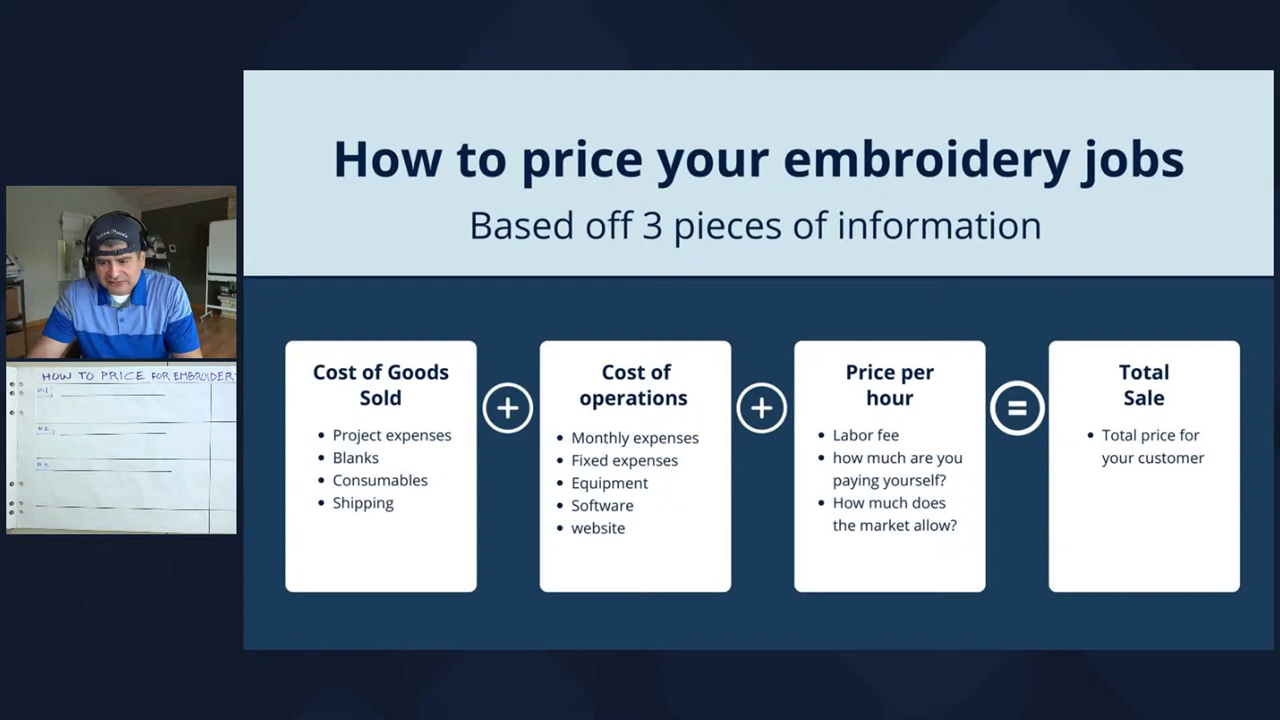 How to price your embroidery jobs
Based off 3 pieces of information
Cost of Goods
Sold
• Project expenses
• Blanks
• Consumables
• Shipping
+
Cost of
operations
• Monthly expenses
• Fixed expenses
• Equipment
• Software
• website
+
Price per
hour
• Labor fee
• how much are you
paying yourself?
• How much does
the market allow?
=
Total
Sale
• Total price for
your customer
HOW TO PRICE FOR EMBROIDER
#1,
#2,